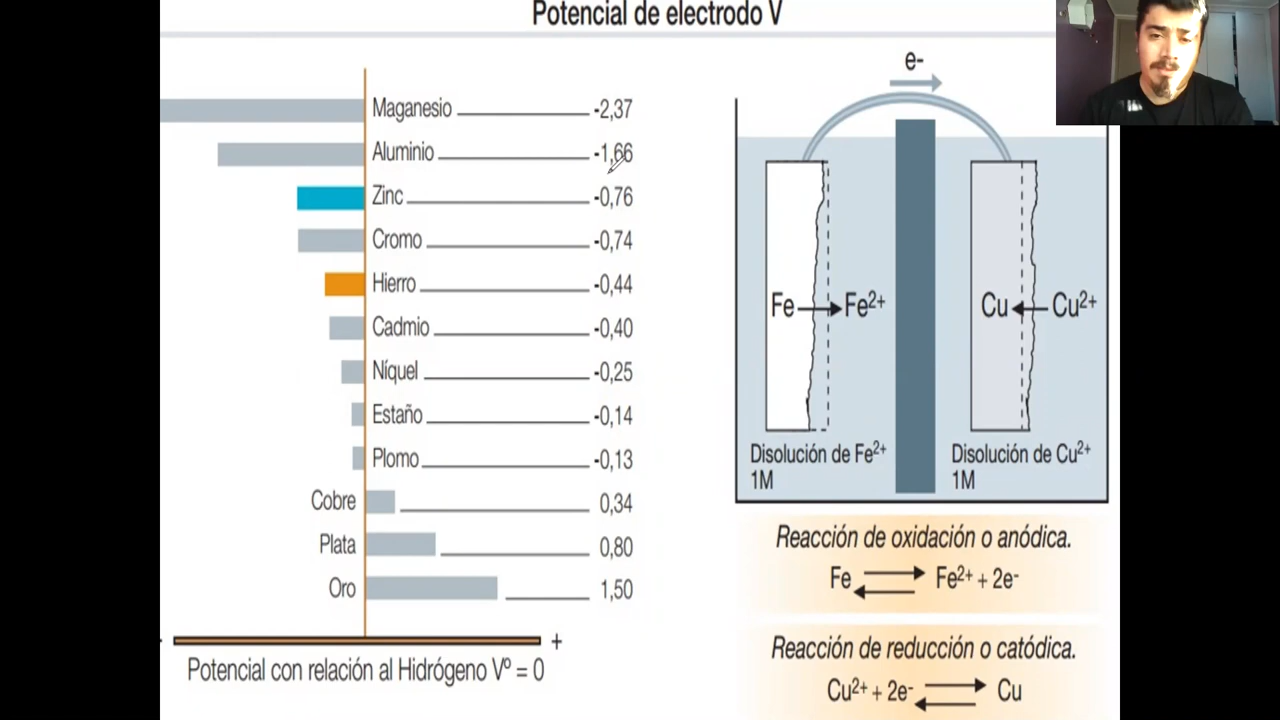 Potencial de electrodo V
Maganesio -2,37
Aluminio -1,66
Zinc -0,76
Cromo -0,74
Hierro -0,44
Cadmio -0,40
Níquel -0,25
Estaño -0,14
Plomo -0,13
Cobre 0,34
Plata 0,80
Oro 1,50
- +
Potencial con relación al Hidrógeno Vº = 0
e-
Fe → Fe²⁺
Cu ← Cu²⁺
Disolución de Fe²⁺
1M
Disolución de Cu²⁺
1M
Reacción de oxidación o anódica.
Fe ⇄ Fe²⁺ + 2e⁻
Reacción de reducción o catódica.
Cu²⁺ + 2e⁻ ⇄ Cu